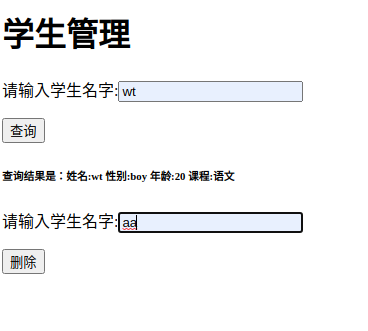 学生管理
请输入学生名字:wt
查询
查询结果是：姓名:wt 性别:boy 年龄:20 课程:语文
请输入学生名字:aa
删除